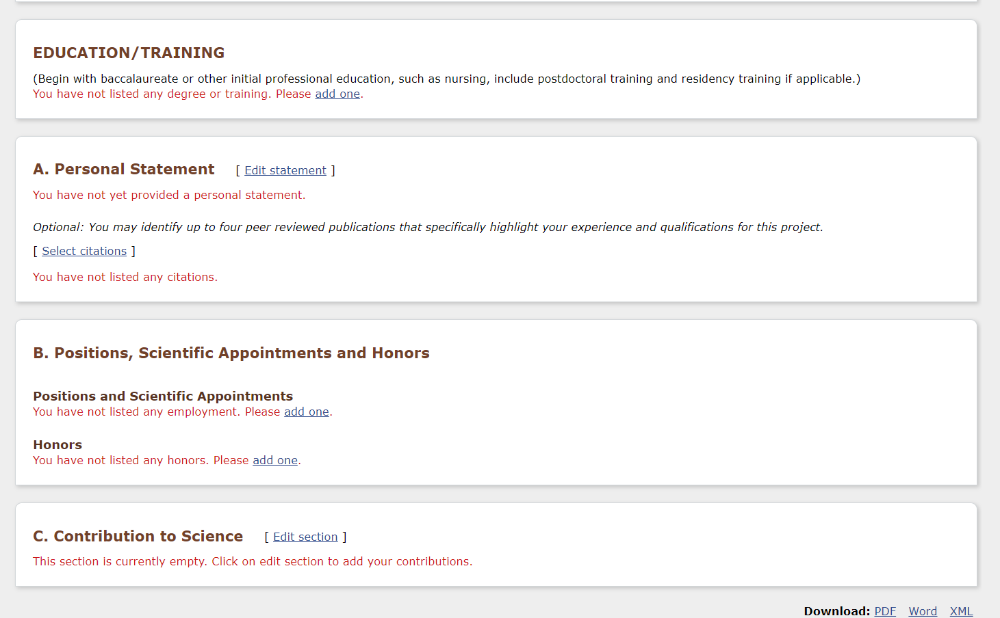 EDUCATION/TRAINING
(Begin with baccalaureate or other initial professional education, such as nursing, include postdoctoral training and residency training if applicable.)
You have not listed any degree or training. Please add one.
A. Personal Statement [ Edit statement ]
You have not yet provided a personal statement.
Optional: You may identify up to four peer reviewed publications that specifically highlight your experience and qualifications for this project.
[ Select citations ]
You have not listed any citations.
B. Positions, Scientific Appointments and Honors
Positions and Scientific Appointments
You have not listed any employment. Please add one.
Honors
You have not listed any honors. Please add one.
C. Contribution to Science [ Edit section ]
This section is currently empty. Click on edit section to add your contributions.
Download: PDF Word XML